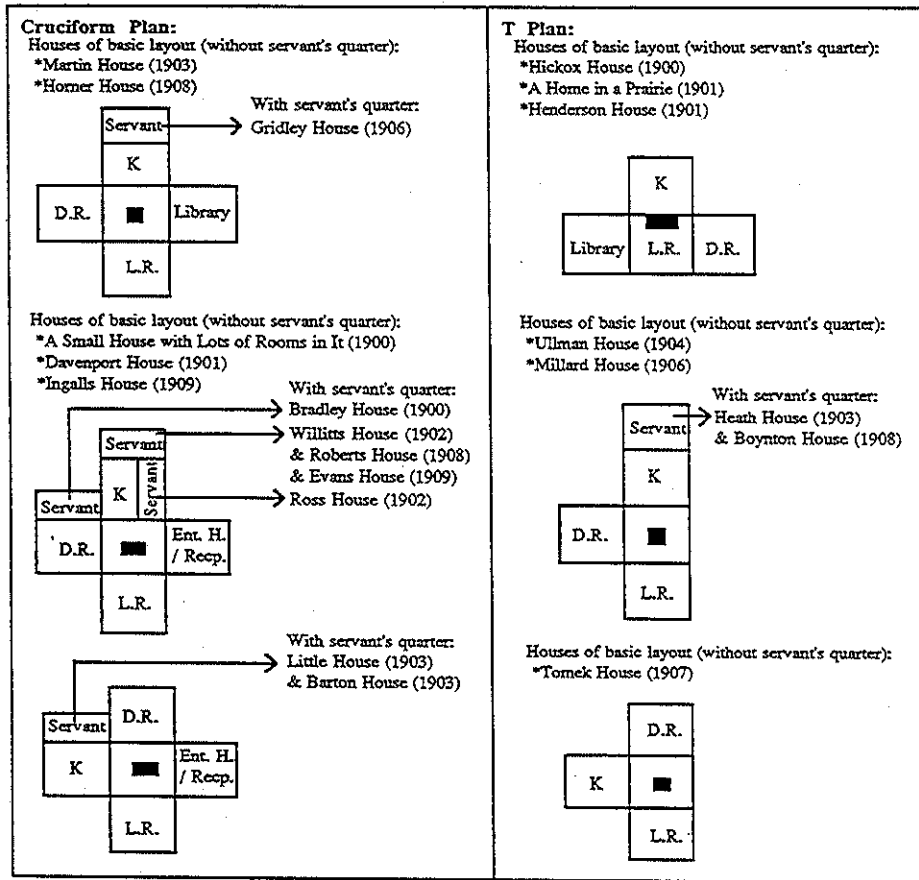 Cruciform Plan:
Houses of basic layout (without servant's quarter):
*Martin House (1903)
*Horner House (1908)
With servant's quarter:
Gridley House (1906)
Servant
K
D.R.
Library
L.R.
Houses of basic layout (without servant's quarter):
*A Small House with Lots of Rooms in It (1900)
*Davenport House (1901)
*Ingalls House (1909)
With servant's quarter:
Bradley House (1900)
Willitts House (1902)
& Roberts House (1908)
& Evans House (1909)
Ross House (1902)
Servant
K
Servant
Servant
D.R.
Ent. H.
/ Recp.
L.R.
With servant's quarter:
Little House (1903)
& Barton House (1903)
Servant
D.R.
K
Ent. H.
/ Recp.
L.R.
T Plan:
Houses of basic layout (without servant's quarter):
*Hickox House (1900)
*A Home in a Prairie (1901)
*Henderson House (1901)
K
Library
L.R.
D.R.
Houses of basic layout (without servant's quarter):
*Ullman House (1904)
*Millard House (1906)
With servant's quarter:
Heath House (1903)
& Boynton House (1908)
Servant
K
D.R.
L.R.
Houses of basic layout (without servant's quarter):
*Tomek House (1907)
D.R.
K
L.R.